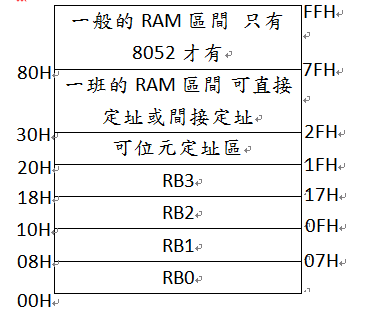 FFH
一般的 RAM 區間 只有
8052 才有
80H
7FH
一班的 RAM 區間 可直接
定址或間接定址
30H
2FH
可位元定址區
20H
1FH
RB3
18H
17H
RB2
10H
0FH
RB1
08H
07H
RB0
00H